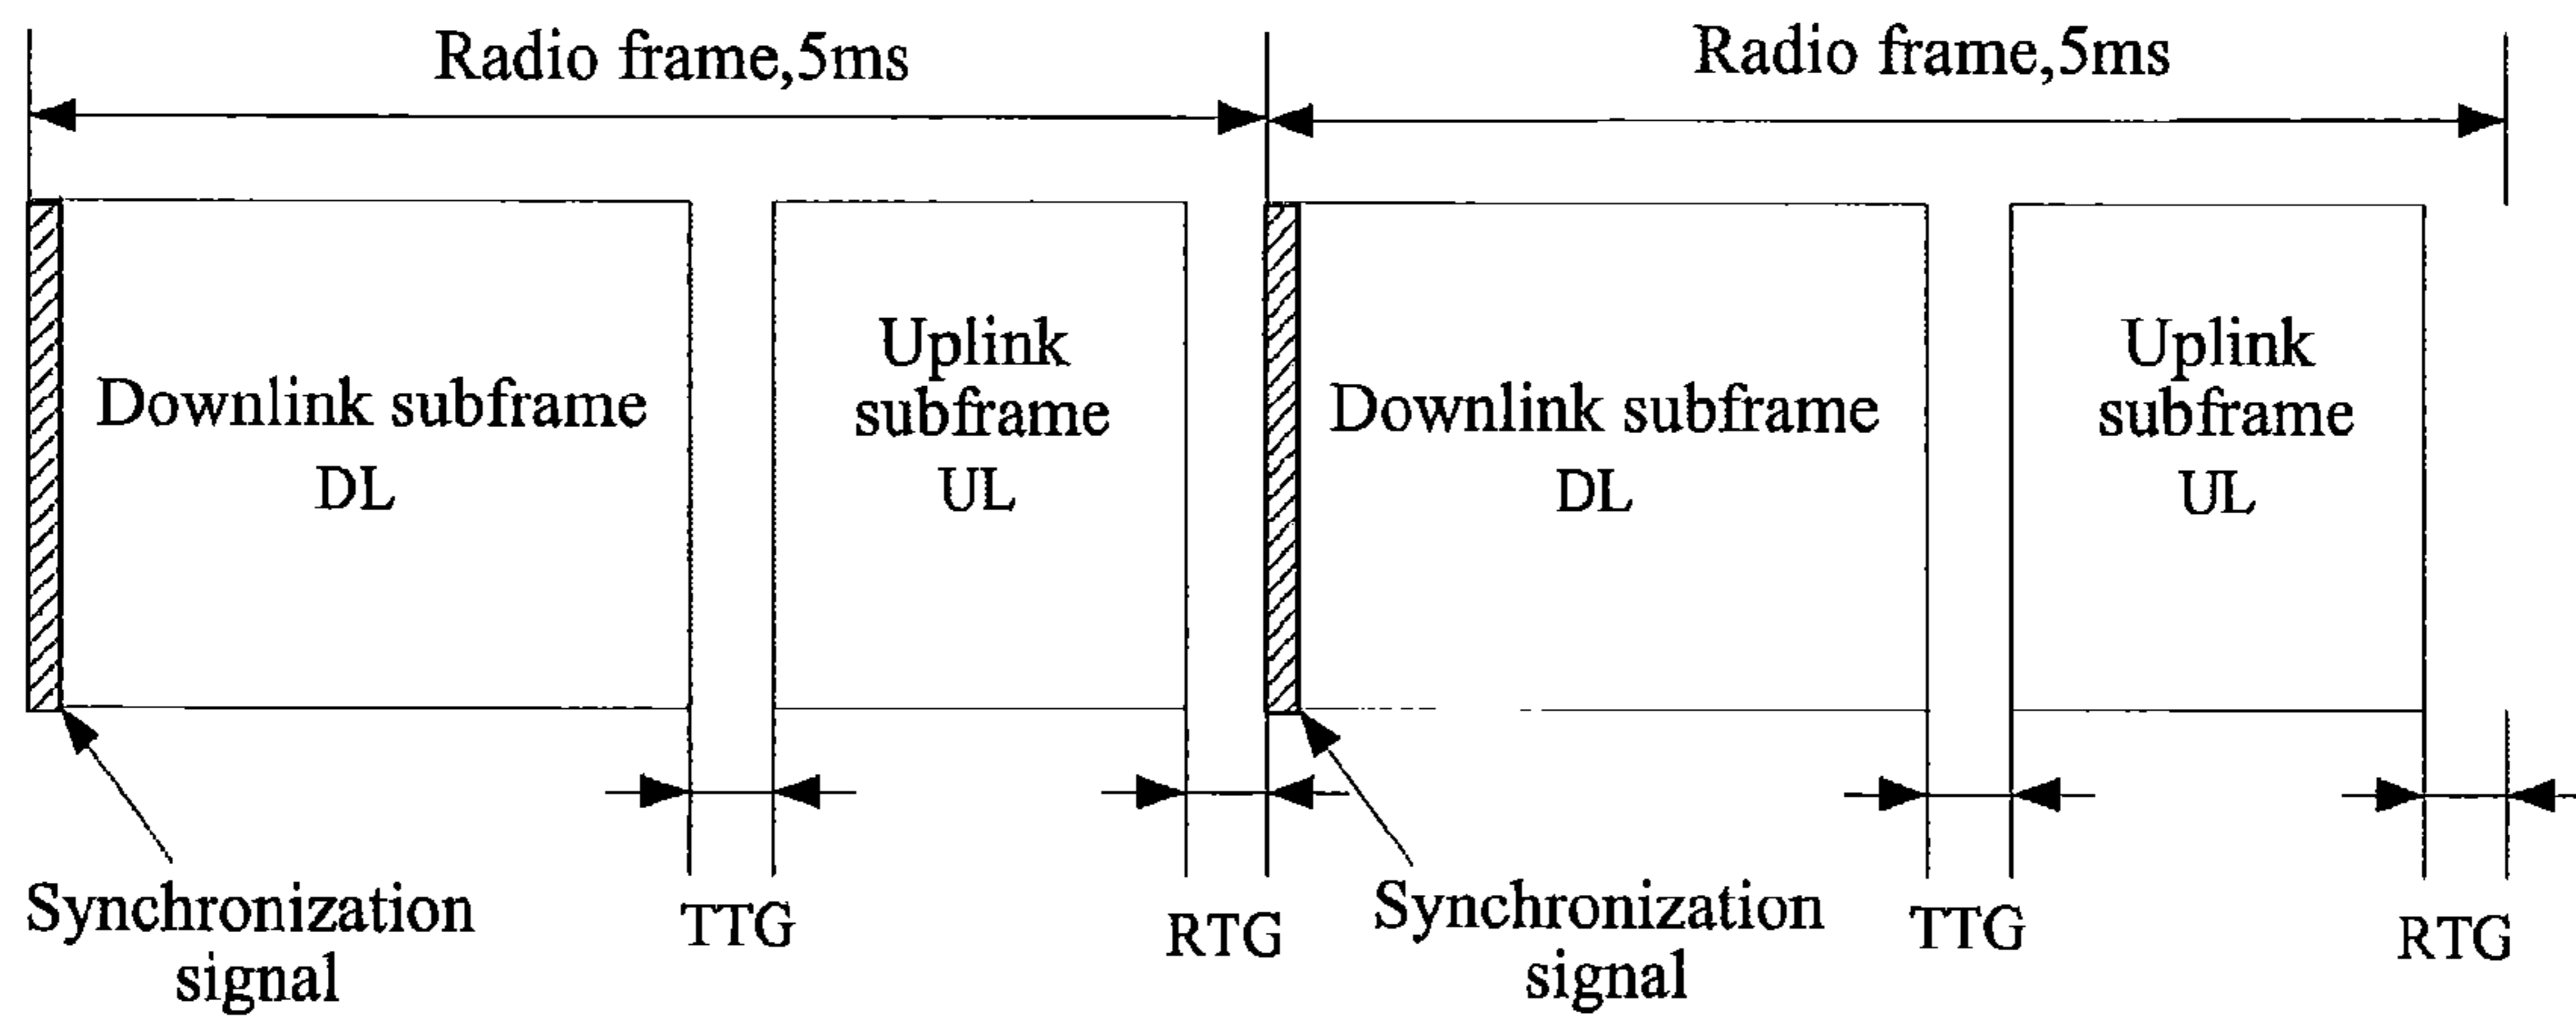 Radio frame,5ms
Radio frame,5ms
Downlink subframe
DL
Uplink
subframe
UL
Downlink subframe
DL
Uplink
subframe
UL
Synchronization
signal
TTG
RTG
Synchronization
signal
TTG
RTG